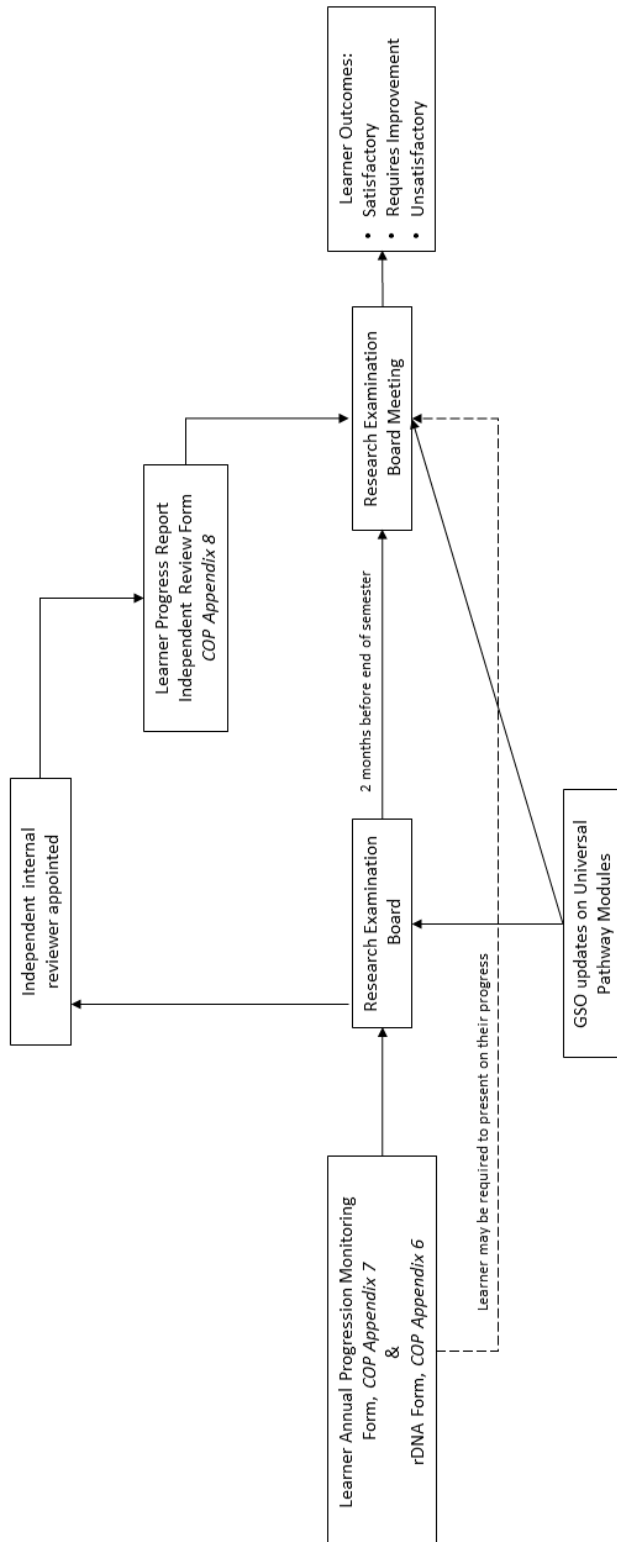 Independent internal
reviewer appointed
Learner Progress Report
Independent Review Form
COP Appendix 8
Learner Annual Progression Monitoring
Form, COP Appendix 7
&
rDNA Form, COP Appendix 6
Research Examination
Board
2 months before end of semester
Research Examination
Board Meeting
Learner Outcomes:
• Satisfactory
• Requires Improvement
• Unsatisfactory
Learner may be required to present on their progress
GSO updates on Universal
Pathway Modules